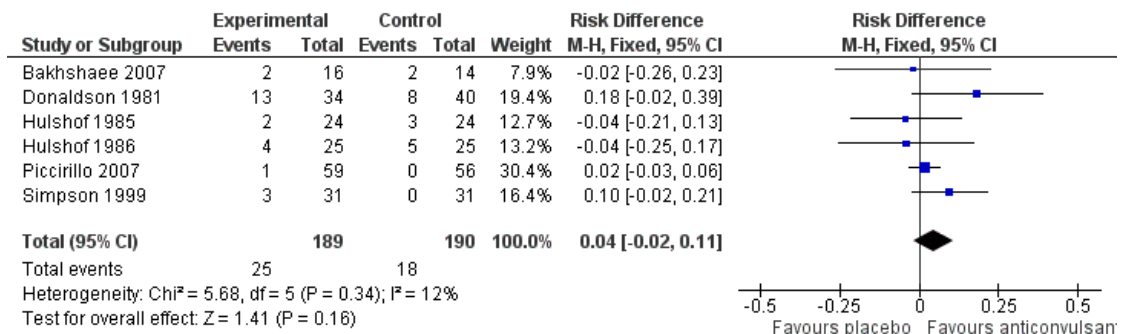 Experimental Control Risk Difference Risk Difference
Study or Subgroup Events Total Events Total Weight M-H, Fixed, 95% CI M-H, Fixed, 95% CI
Bakhshaee 2007 2 16 2 14 7.9% -0.02 [-0.26, 0.23]
Donaldson 1981 13 34 8 40 19.4% 0.18 [-0.02, 0.39]
Hulshof 1985 2 24 3 24 12.7% -0.04 [-0.21, 0.13]
Hulshof 1986 4 25 5 25 13.2% -0.04 [-0.25, 0.17]
Piccirillo 2007 1 59 0 56 30.4% 0.02 [-0.03, 0.06]
Simpson 1999 3 31 0 31 16.4% 0.10 [-0.02, 0.21]
Total (95% CI) 189 190 100.0% 0.04 [-0.02, 0.11]
Total events 25 18
Heterogeneity: Chi² = 5.68, df = 5 (P = 0.34); I² = 12%
Test for overall effect: Z = 1.41 (P = 0.16)
-0.5 -0.25 0 0.25 0.5
Favours placebo Favours anticonvulsant